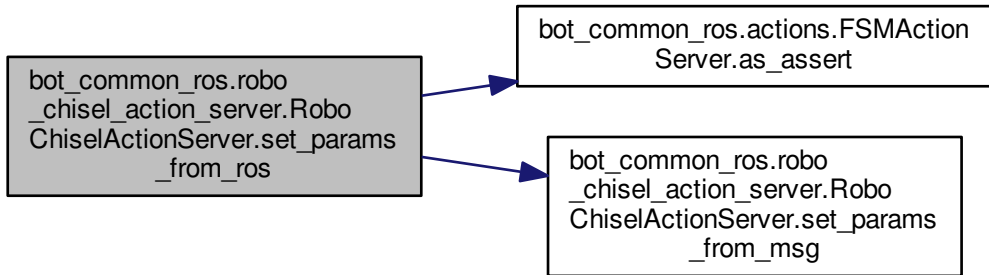 bot_common_ros.robo
_chisel_action_server.Robo
ChiselActionServer.set_params
_from_ros
bot_common_ros.actions.FSMAction
Server.as_assert
bot_common_ros.robo
_chisel_action_server.Robo
ChiselActionServer.set_params
_from_msg